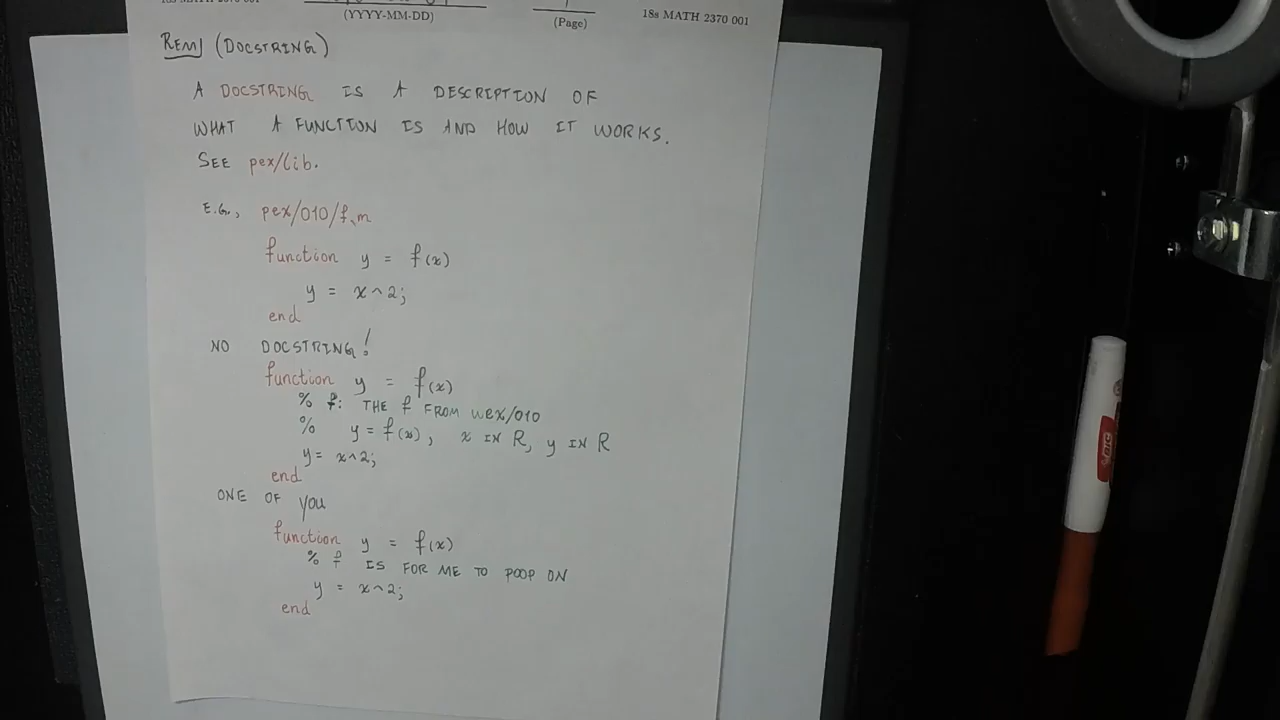 (YYYY-MM-DD)
(Page)
18s MATH 2370 001
REM] (DOCSTRING)
A DOCSTRING IS A DESCRIPTION OF
WHAT A FUNCTION IS AND HOW IT WORKS.
SEE pex/lib.
E.G., pex/010/f.m
function y = f(x)
y = x^2;
end
NO DOCSTRING!
function y = f(x)
% f: THE f FROM wex/010
% y = f(x), x IN R, y IN R
y = x^2;
end
ONE OF YOU
function y = f(x)
% f IS FOR ME TO POOP ON
y = x^2;
end
BIC